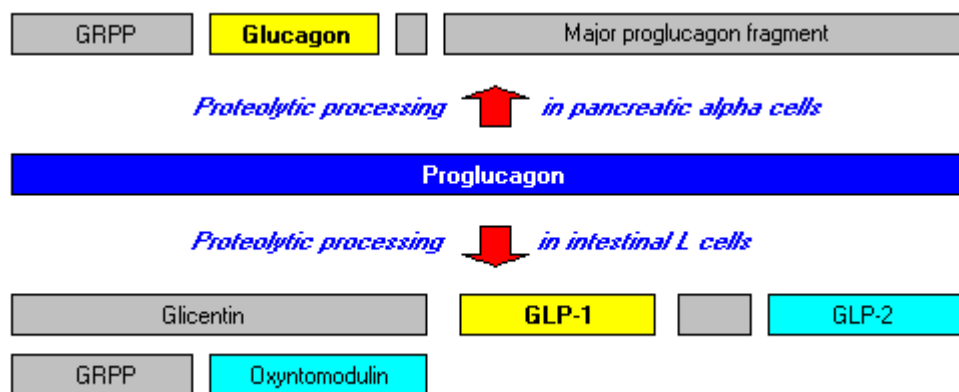 GRPP Glucagon Major proglucagon fragment
Proteolytic processing in pancreatic alpha cells
Proglucagon
Proteolytic processing in intestinal L cells
Glicentin GLP-1 GLP-2
GRPP Oxyntomodulin